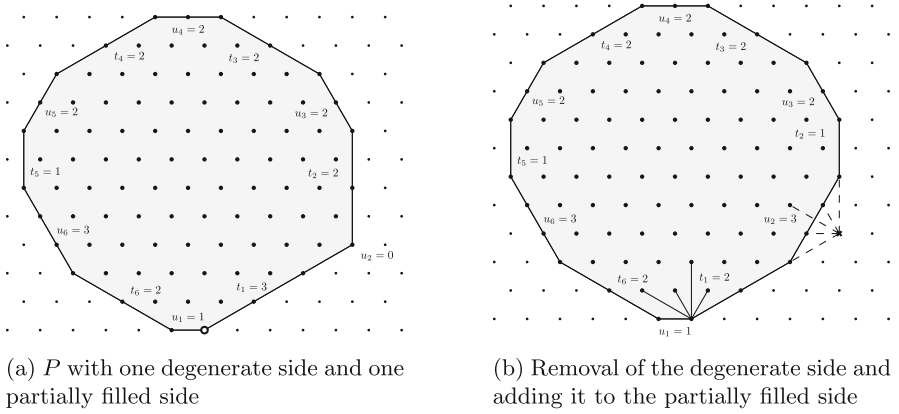 u₄ = 2
t₄ = 2
t₃ = 2
u₅ = 2
u₃ = 2
t₅ = 1
t₂ = 2
u₆ = 3
u₂ = 0
t₆ = 2
t₁ = 3
u₁ = 1
(a) P with one degenerate side and one
partially filled side
u₄ = 2
t₄ = 2
t₃ = 2
u₅ = 2
u₃ = 2
t₂ = 1
t₅ = 1
u₆ = 3
u₂ = 3
t₆ = 2
t₁ = 2
u₁ = 1
(b) Removal of the degenerate side and
adding it to the partially filled side